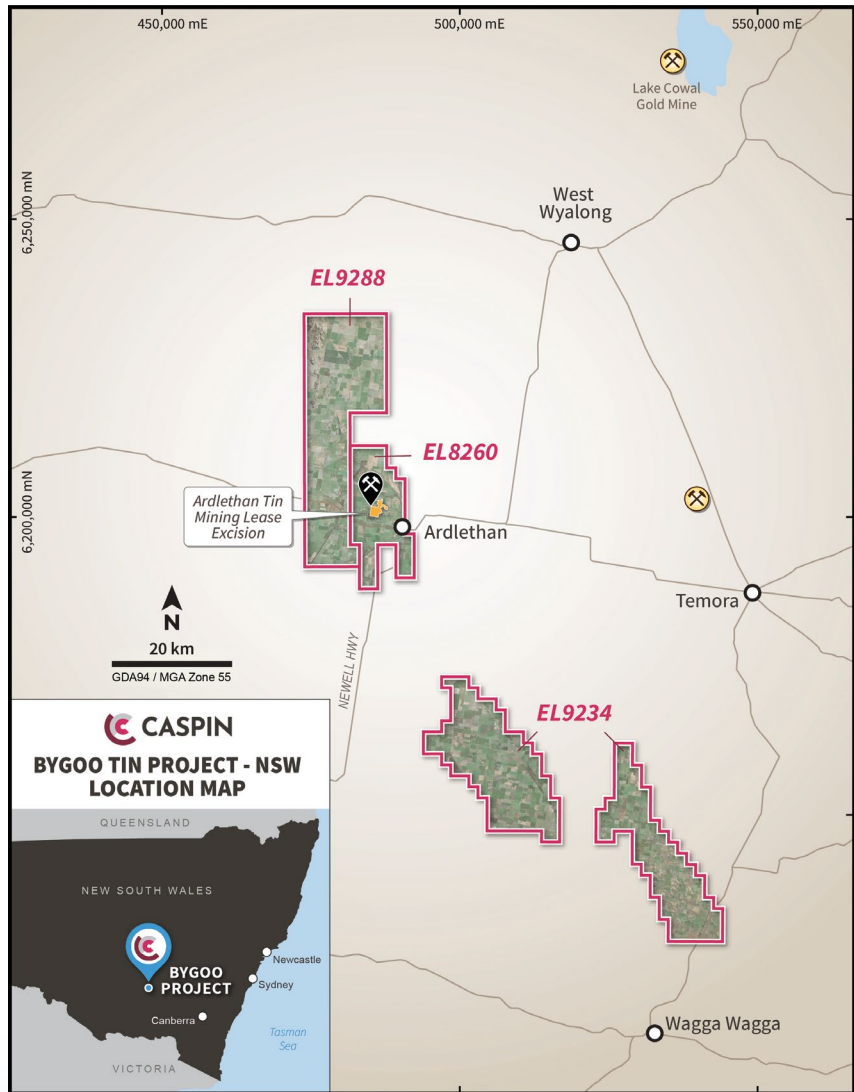 450,000 mE
500,000 mE
550,000 mE
Lake Cowal
Gold Mine
6,250,000 mN
West
Wyalong
EL9288
EL8260
Ardlethan Tin
Mining Lease
Excision
6,200,000 mN
Ardlethan
Temora
N
20 km
GDA94 / MGA Zone 55
NEWELL HWY
EL9234
CASPIN
BYGOO TIN PROJECT - NSW
LOCATION MAP
QUEENSLAND
NEW SOUTH WALES
BYGOO
PROJECT
Newcastle
Sydney
Canberra
Tasman
Sea
VICTORIA
Wagga Wagga